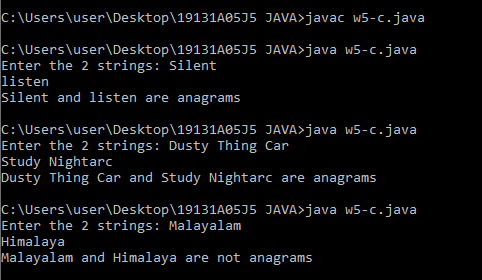 C:\Users\user\Desktop\19131A05J5 JAVA>javac w5-c.java
C:\Users\user\Desktop\19131A05J5 JAVA>java w5-c.java
Enter the 2 strings: Silent
listen
Silent and listen are anagrams
C:\Users\user\Desktop\19131A05J5 JAVA>java w5-c.java
Enter the 2 strings: Dusty Thing Car
Study Nightarc
Dusty Thing Car and Study Nightarc are anagrams
C:\Users\user\Desktop\19131A05J5 JAVA>java w5-c.java
Enter the 2 strings: Malayalam
Himalaya
Malayalam and Himalaya are not anagrams